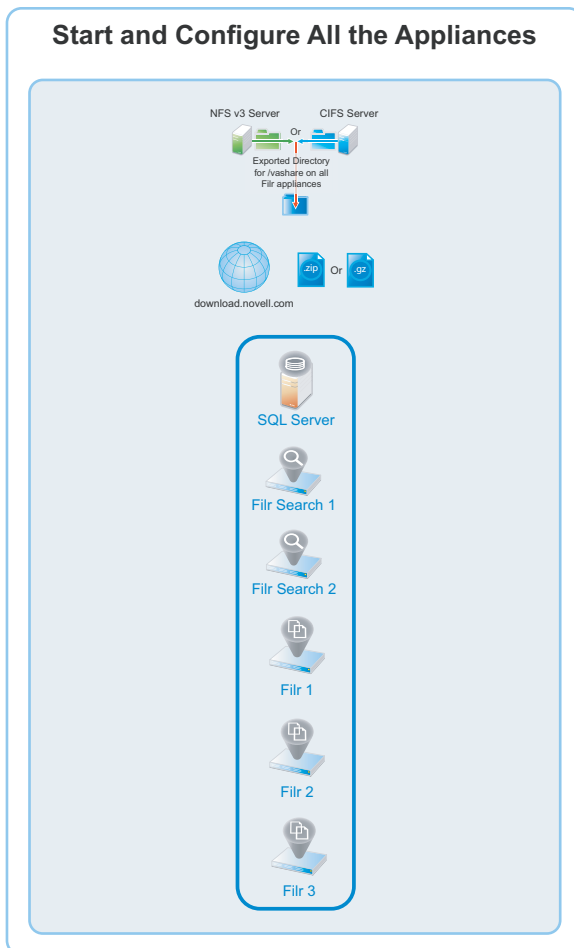 Start and Configure All the Appliances
NFS v3 Server
CIFS Server
Or
Exported Directory
for /vashare on all
Filr appliances
.zip
Or
.gz
download.novell.com
SQL Server
Filr Search 1
Filr Search 2
Filr 1
Filr 2
Filr 3